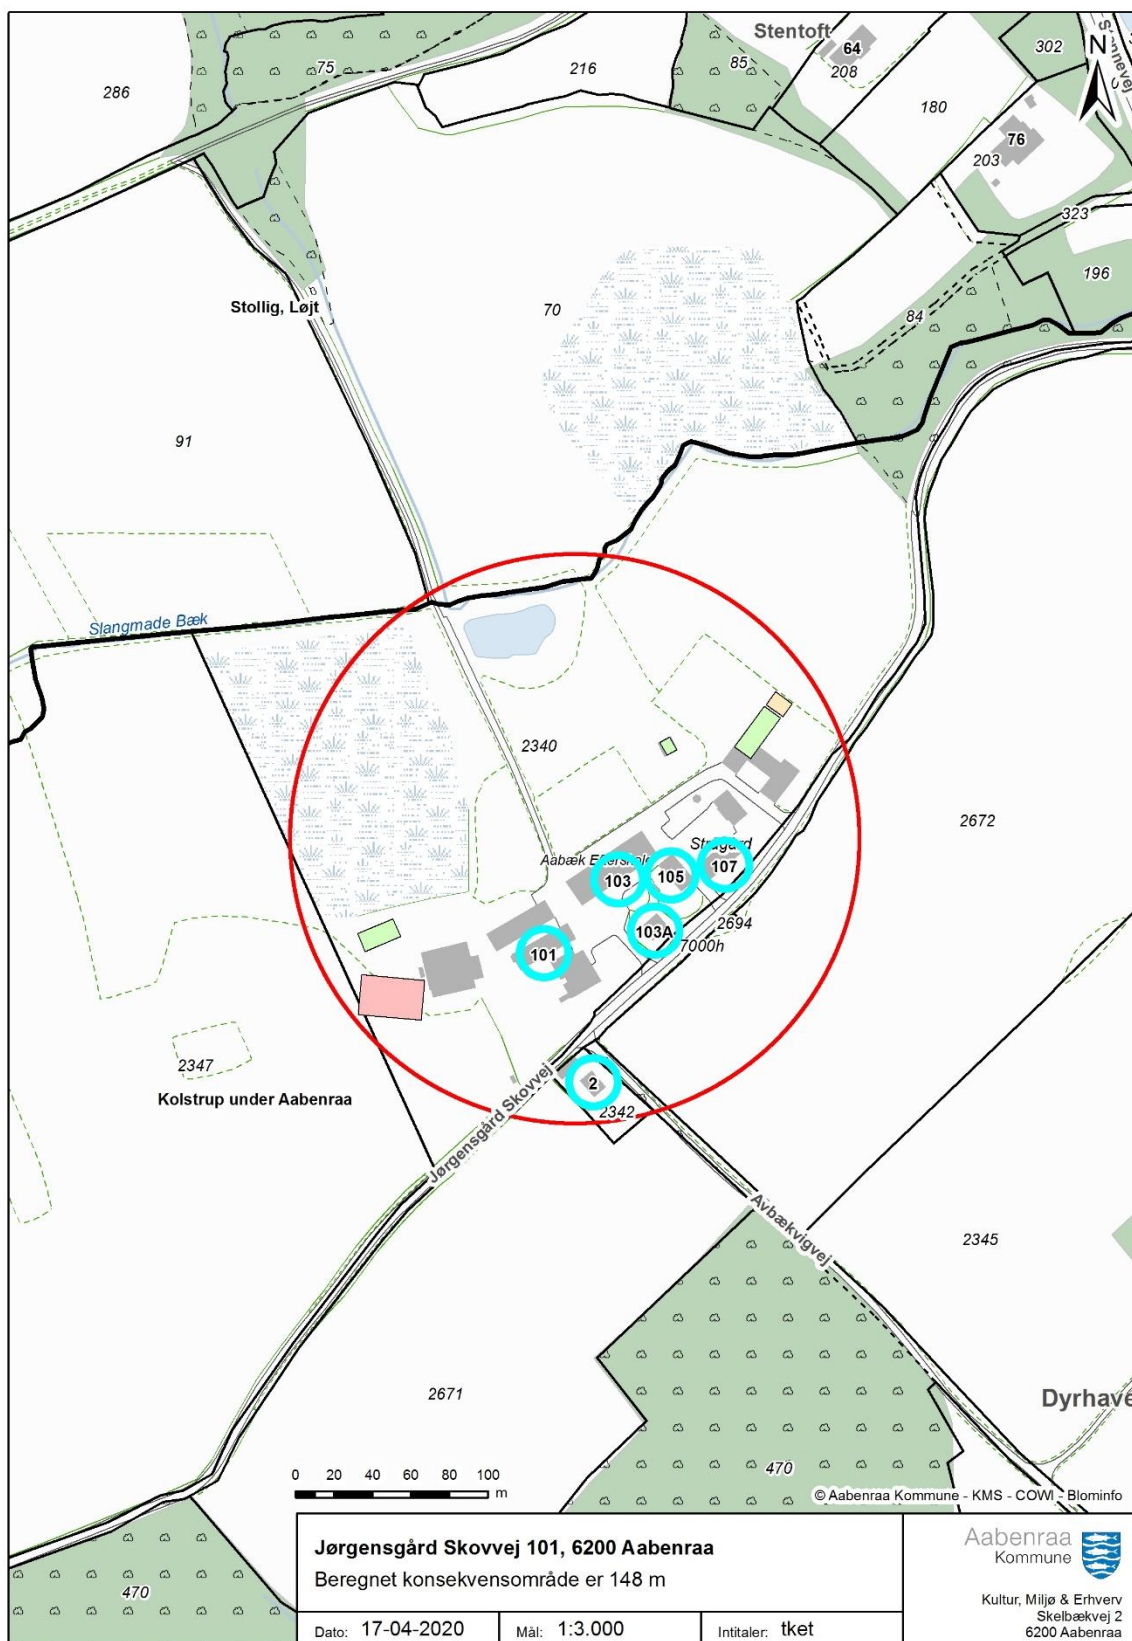 Stentoft
64
302
N
Stennevej
75
216
85
208
286
180
76
203
323
196
Stollig, Løjt
70
84
91
Slangmade Bæk
2340
2672
Strågård
Aabæk Efterskole
103
105
107
2694
103A
7000h
101
2347
Kolstrup under Aabenraa
2
2342
Jørgensgård Skovvej
Avbækvigvej
2345
2671
Dyrhave
470
0 20 40 60 80 100
m
© Aabenraa Kommune - KMS - COWI - Blominfo
470
Jørgensgård Skovvej 101, 6200 Aabenraa
Beregnet konsekvensområde er 148 m
Dato: 17-04-2020 Mål: 1:3.000 Intitaler: tket
Aabenraa
Kommune
Kultur, Miljø & Erhverv
Skelbækvej 2
6200 Aabenraa